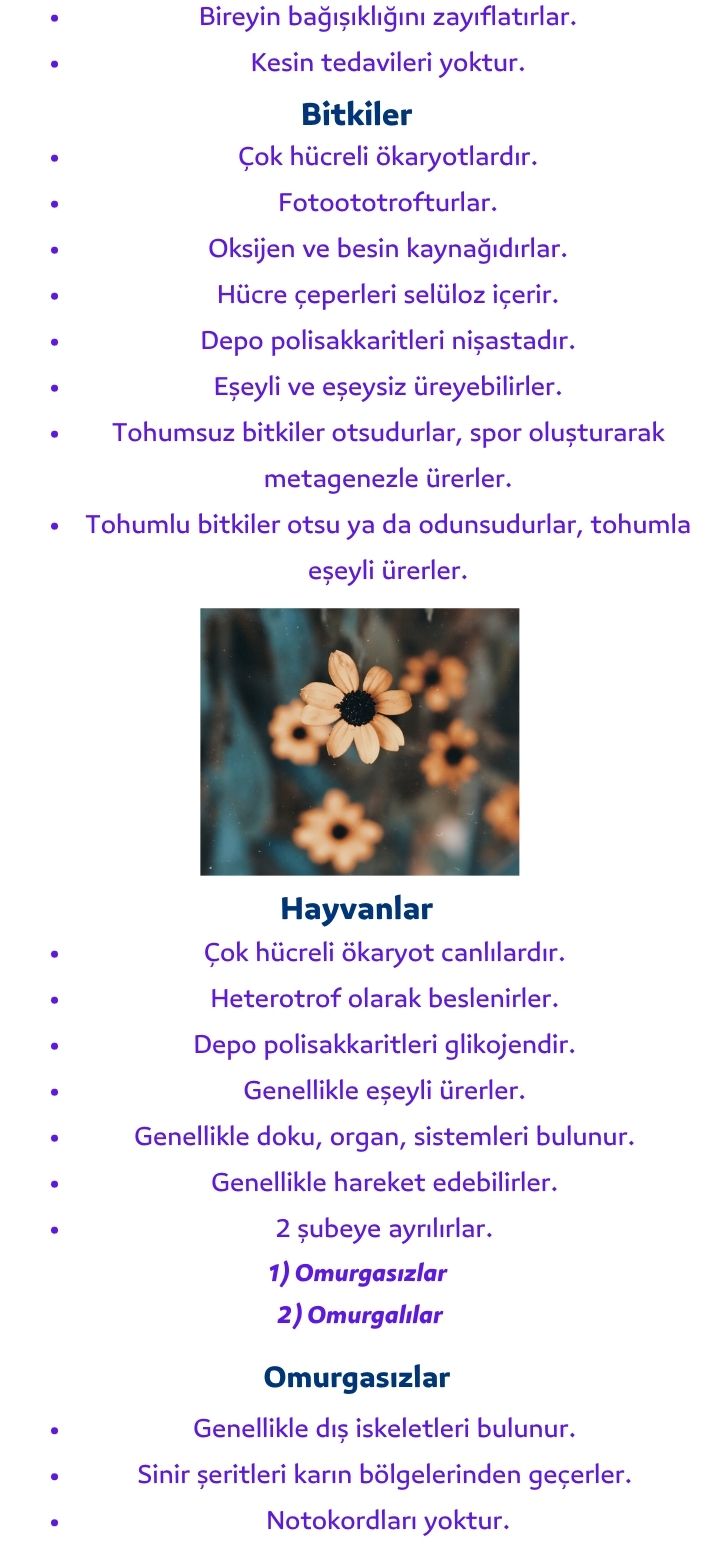 • Bireyin bağışıklığını zayıflatırlar.
• Kesin tedavileri yoktur.
Bitkiler
• Çok hücreli ökaryotlardır.
• Fotoototrofturlar.
• Oksijen ve besin kaynağıdırlar.
• Hücre çeperleri selüloz içerir.
• Depo polisakkaritleri nişastadır.
• Eşeyli ve eşeysiz üreyebilirler.
• Tohumsuz bitkiler otsudurlar, spor oluşturarak
metagenezle ürerler.
• Tohumlu bitkiler otsu ya da odunsudurlar, tohumla
eşeyli ürerler.
Hayvanlar
• Çok hücreli ökaryot canlılardır.
• Heterotrof olarak beslenirler.
• Depo polisakkaritleri glikojendir.
• Genellikle eşeyli ürerler.
• Genellikle doku, organ, sistemleri bulunur.
• Genellikle hareket edebilirler.
• 2 şubeye ayrılırlar.
1) Omurgasızlar
2) Omurgalılar
Omurgasızlar
• Genellikle dış iskeletleri bulunur.
• Sinir şeritleri karın bölgelerinden geçerler.
• Notokordları yoktur.